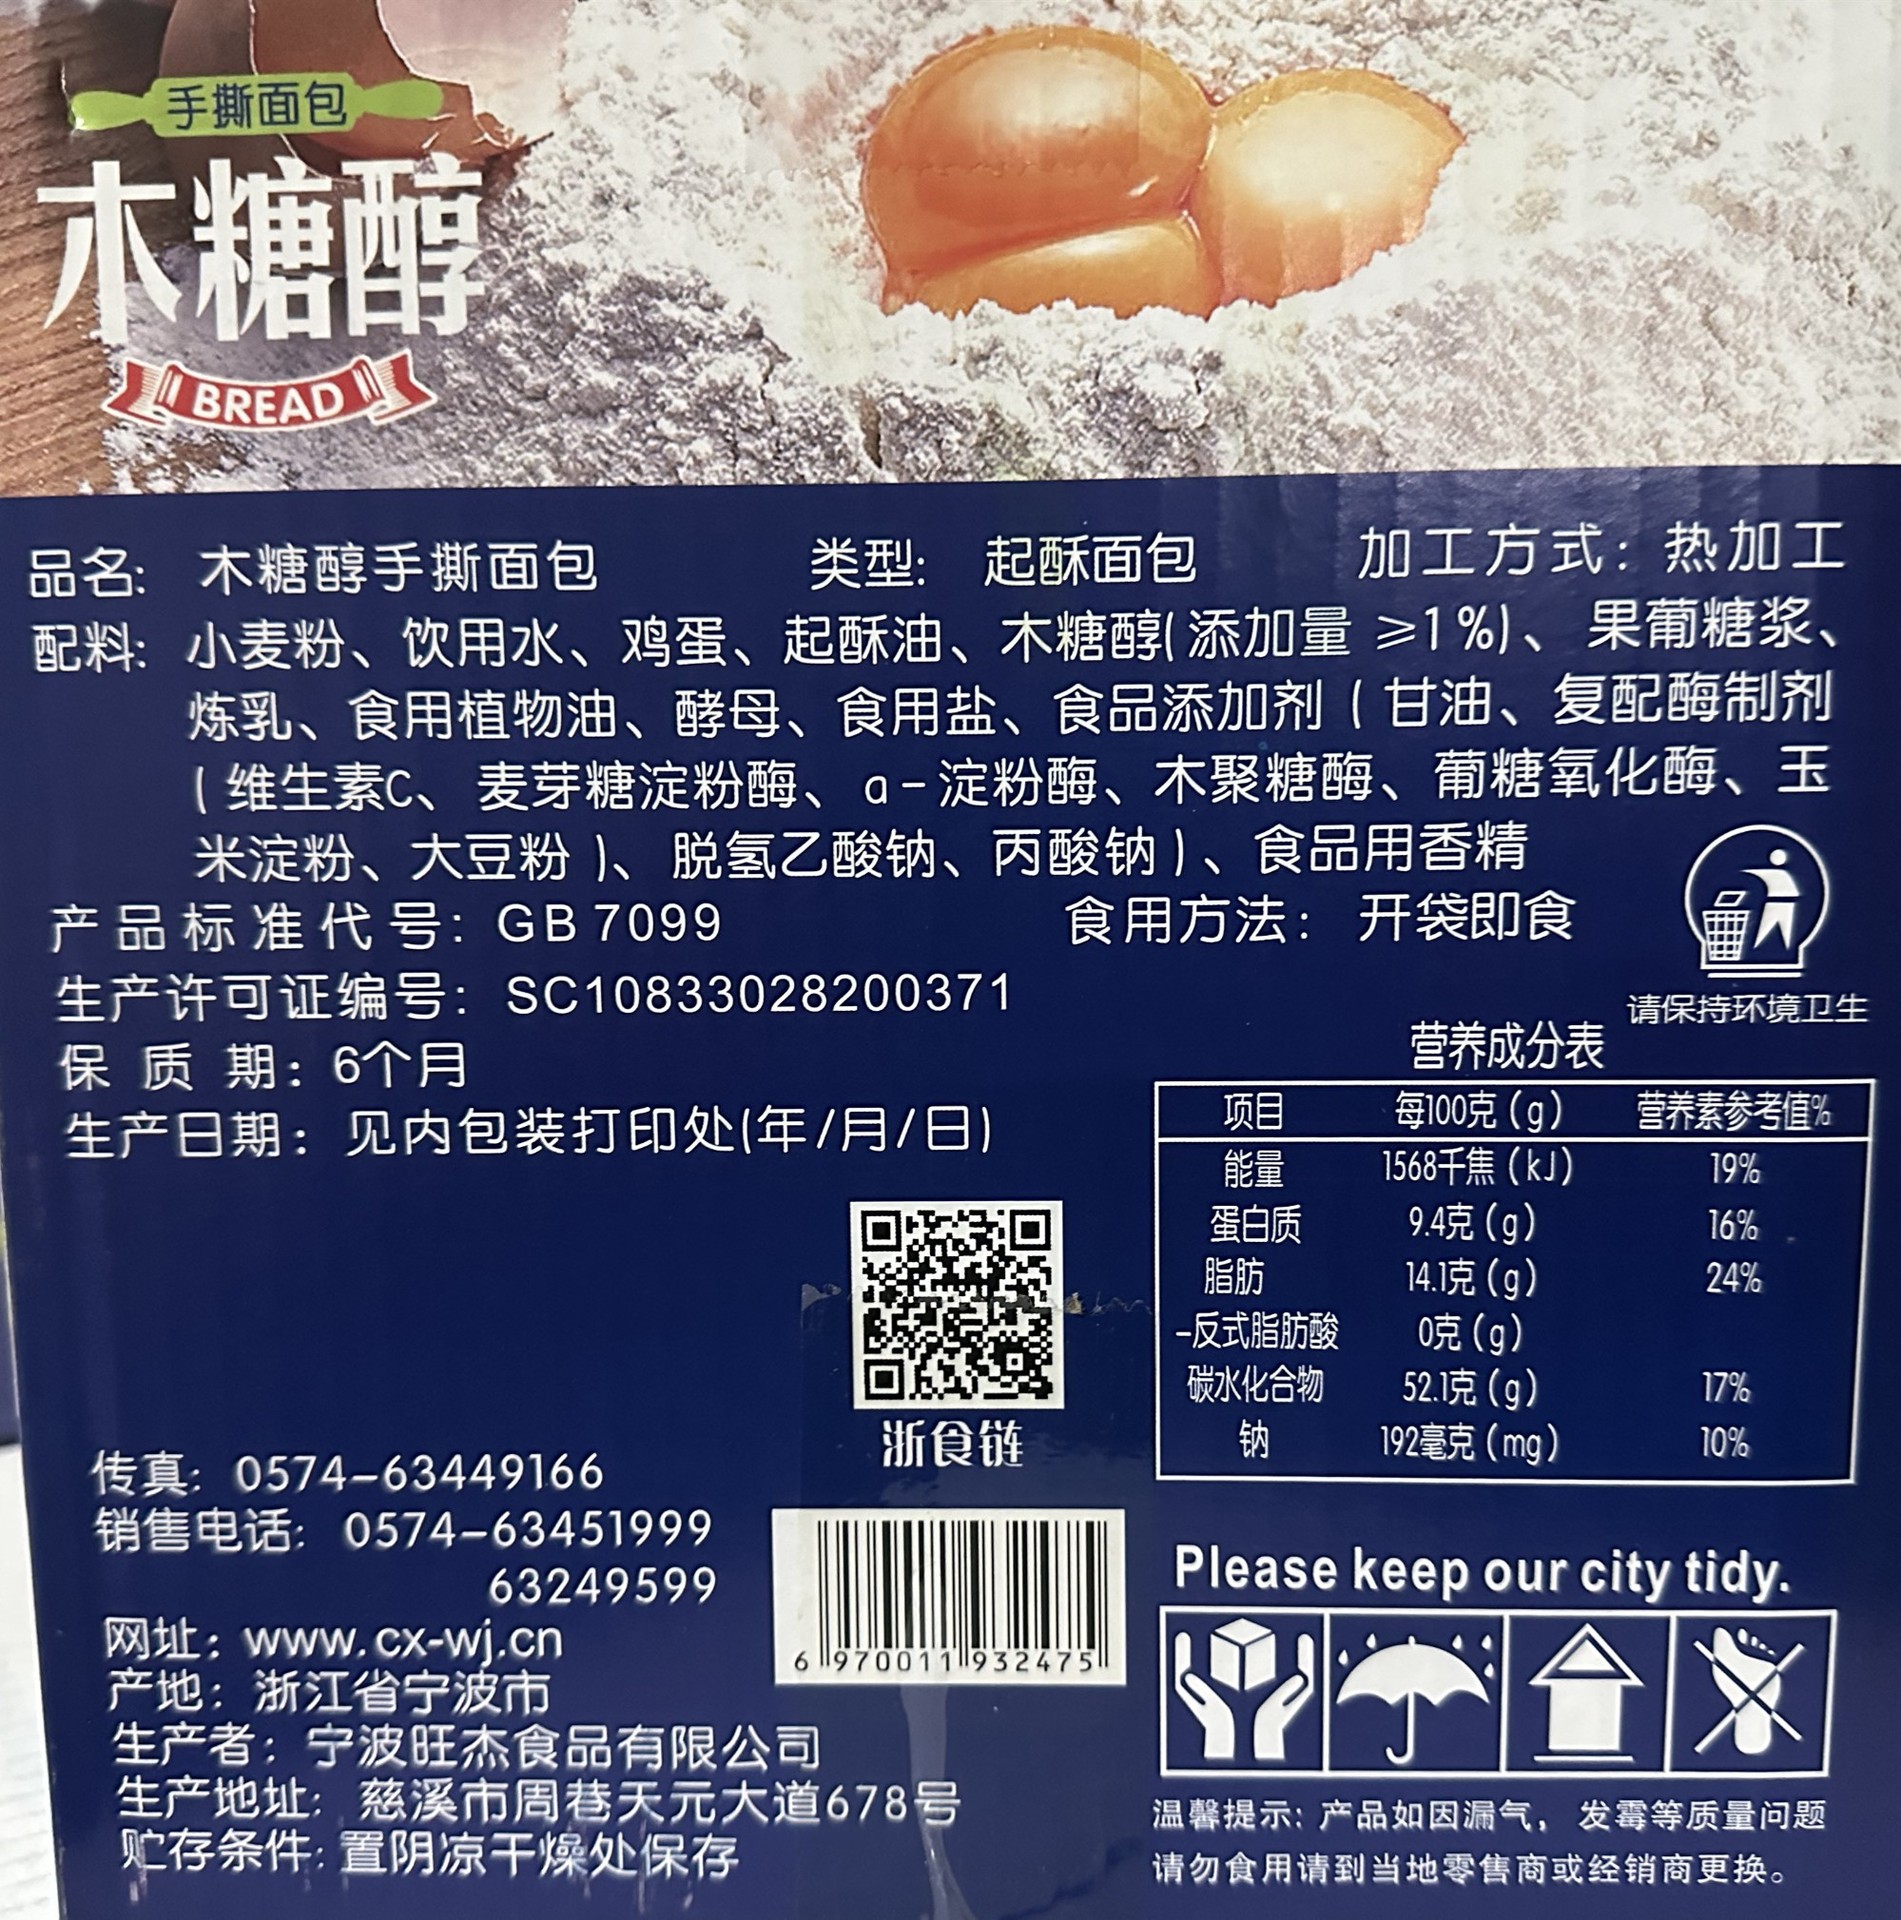 手撕面包
木糖醇
BREAD
品名: 木糖醇手撕面包 类型: 起酥面包 加工方式: 热加工
配料: 小麦粉、饮用水、鸡蛋、起酥油、木糖醇(添加量 ≥1%)、果葡糖浆、
炼乳、食用植物油、酵母、食用盐、食品添加剂(甘油、复配酶制剂
(维生素C、麦芽糖淀粉酶、α-淀粉酶、木聚糖酶、葡糖氧化酶、玉
米淀粉、大豆粉)、脱氢乙酸钠、丙酸钠)、食品用香精
产品标准代号: GB 7099 食用方法: 开袋即食
生产许可证编号: SC10833028200371
请保持环境卫生
保质期: 6个月
生产日期: 见内包装打印处(年/月/日)
营养成分表
项目 每100克(g) 营养素参考值%
能量 1568千焦(kJ) 19%
蛋白质 9.4克(g) 16%
脂肪 14.1克(g) 24%
-反式脂肪酸 0克(g)
碳水化合物 52.1克(g) 17%
钠 192毫克(mg) 10%
浙食链
传真: 0574-63449166
销售电话: 0574-63451999
63249599
网址: www.cx-wj.cn
产地: 浙江省宁波市
生产者: 宁波旺杰食品有限公司
生产地址: 慈溪市周巷天元大道678号
贮存条件: 置阴凉干燥处保存
6 970011 932475
Please keep our city tidy.
温馨提示: 产品如因漏气,发霉等质量问题
请勿食用请到当地零售商或经销商更换。